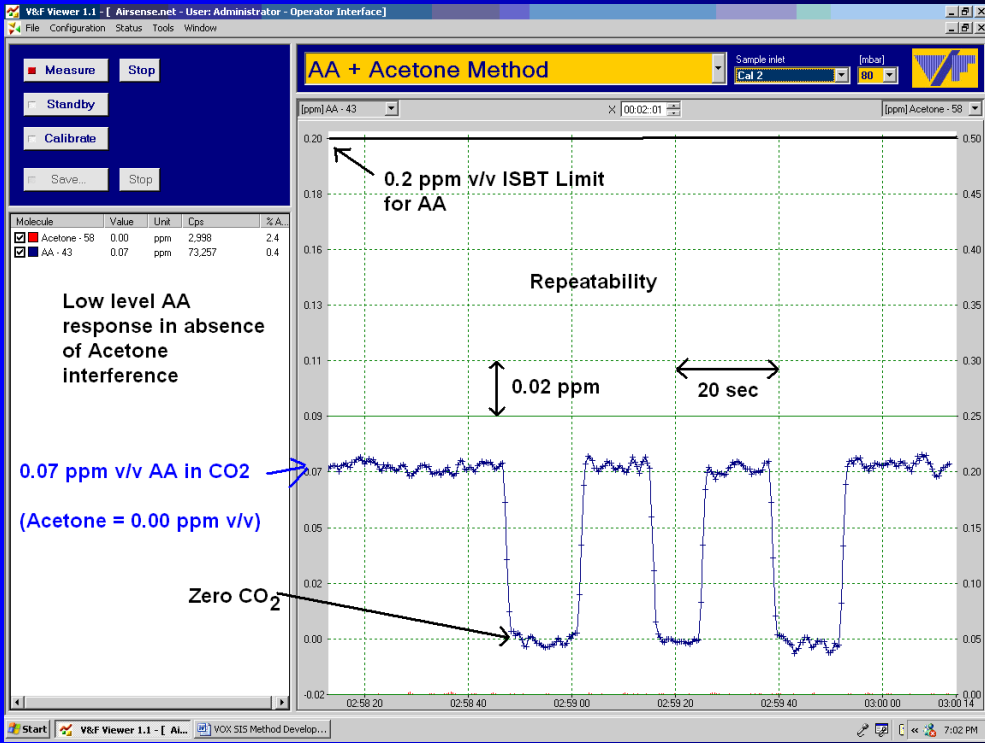 V&F Viewer 1.1 - [ Airsense.net - User: Administrator - Operator Interface]
File Configuration Status Tools Window
Measure Stop
Standby
Calibrate
Save... Stop
AA + Acetone Method
Sample inlet [mbar]
Cal 2 80
[ppm] AA - 43 X 00:02::01 [ppm] Acetone - 58
Molecule Value Unit Cps % A...
Acetone - 58 0.00 ppm 2,998 2.4
AA - 43 0.07 ppm 73,257 0.4
Low level AA
response in absence
of Acetone
interference
0.07 ppm v/v AA in CO2
(Acetone = 0.00 ppm v/v)
Zero CO2
0.20 0.50
0.2 ppm v/v ISBT Limit
for AA
0.18 0.45
0.16 0.40
Repeatability
0.13 0.35
0.11 0.30
0.02 ppm 20 sec
0.09 0.25
0.07 0.20
0.05 0.15
0.02 0.10
0.00 0.05
-0.02 0.00
02:58 20 02:58 40 02:59 00 02:59 20 02:59 40 03:00 00 03:00 14
Start V&F Viewer 1.1 - [ Ai... VOX SIS Method Develop... « 7:02 PM